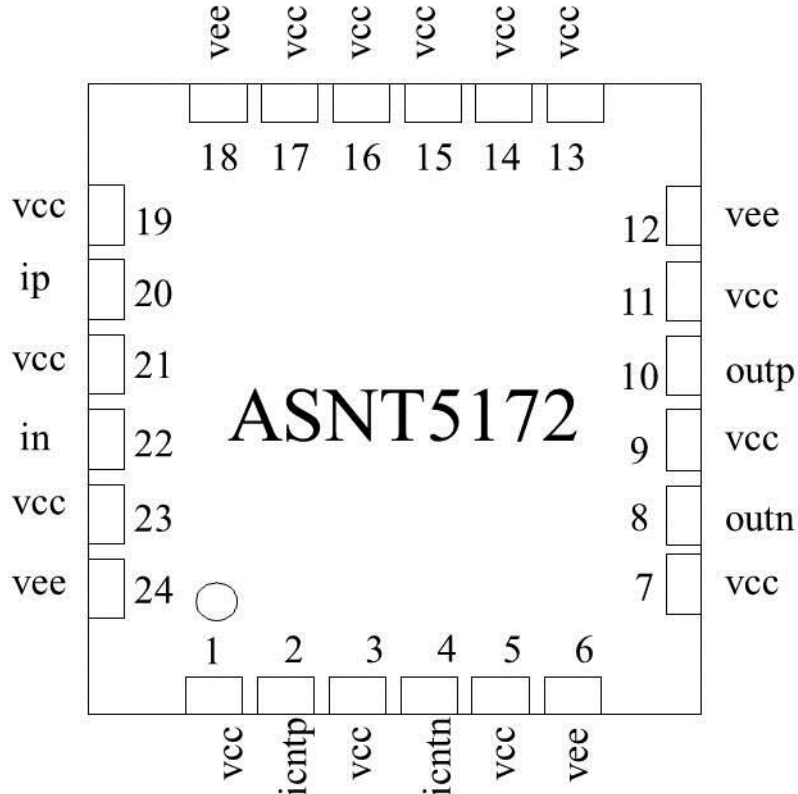 vee vcc vcc vcc vcc vcc
18 17 16 15 14 13
vcc 19 12 vee
ip 20 11 vcc
vcc 21 10 outp
ASNT5172
in 22 9 vcc
vcc 23 8 outn
vee 24 7 vcc
1 2 3 4 5 6
vcc icntp vcc icntn vcc vee